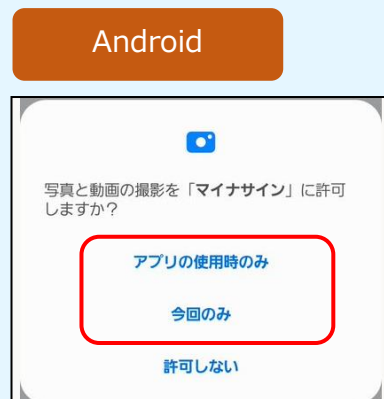 Android
写真と動画の撮影を「マイナサイン」に許可
しますか？
アプリの使用時のみ
今回のみ
許可しない